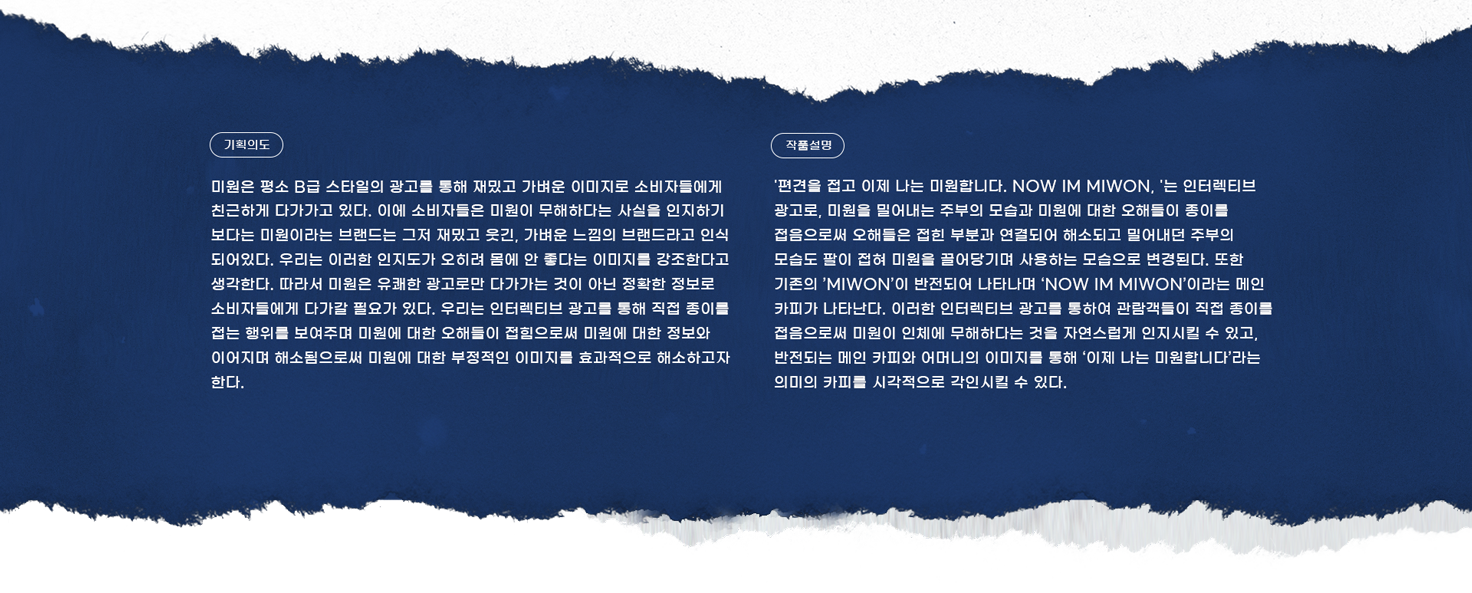 기획의도
미원은 평소 B급 스타일의 광고를 통해 재밌고 가벼운 이미지로 소비자들에게
친근하게 다가가고 있다. 이에 소비자들은 미원이 무해하다는 사실을 인지하기
보다는 미원이라는 브랜드는 그저 재밌고 웃긴, 가벼운 느낌의 브랜드라고 인식
되어있다. 우리는 이러한 인지도가 오히려 몸에 안 좋다는 이미지를 강조한다고
생각한다. 따라서 미원은 유쾌한 광고로만 다가가는 것이 아닌 정확한 정보로
소비자들에게 다가갈 필요가 있다. 우리는 인터렉티브 광고를 통해 직접 종이를
접는 행위를 보여주며 미원에 대한 오해들이 접힘으로써 미원에 대한 정보와
이어지며 해소됨으로써 미원에 대한 부정적인 이미지를 효과적으로 해소하고자
한다.
작품설명
'편견을 접고 이제 나는 미원합니다. NOW IM MIWON, '는 인터렉티브
광고로, 미원을 밀어내는 주부의 모습과 미원에 대한 오해들이 종이를
접음으로써 오해들은 접힌 부분과 연결되어 해소되고 밀어내던 주부의
모습도 팔이 접혀 미원을 끌어당기며 사용하는 모습으로 변경된다. 또한
기존의 'MIWON'이 반전되어 나타나며 'NOW IM MIWON'이라는 메인
카피가 나타난다. 이러한 인터렉티브 광고를 통하여 관람객들이 직접 종이를
접음으로써 미원이 인체에 무해하다는 것을 자연스럽게 인지시킬 수 있고,
반전되는 메인 카피와 어머니의 이미지를 통해 '이제 나는 미원합니다'라는
의미의 카피를 시각적으로 각인시킬 수 있다.